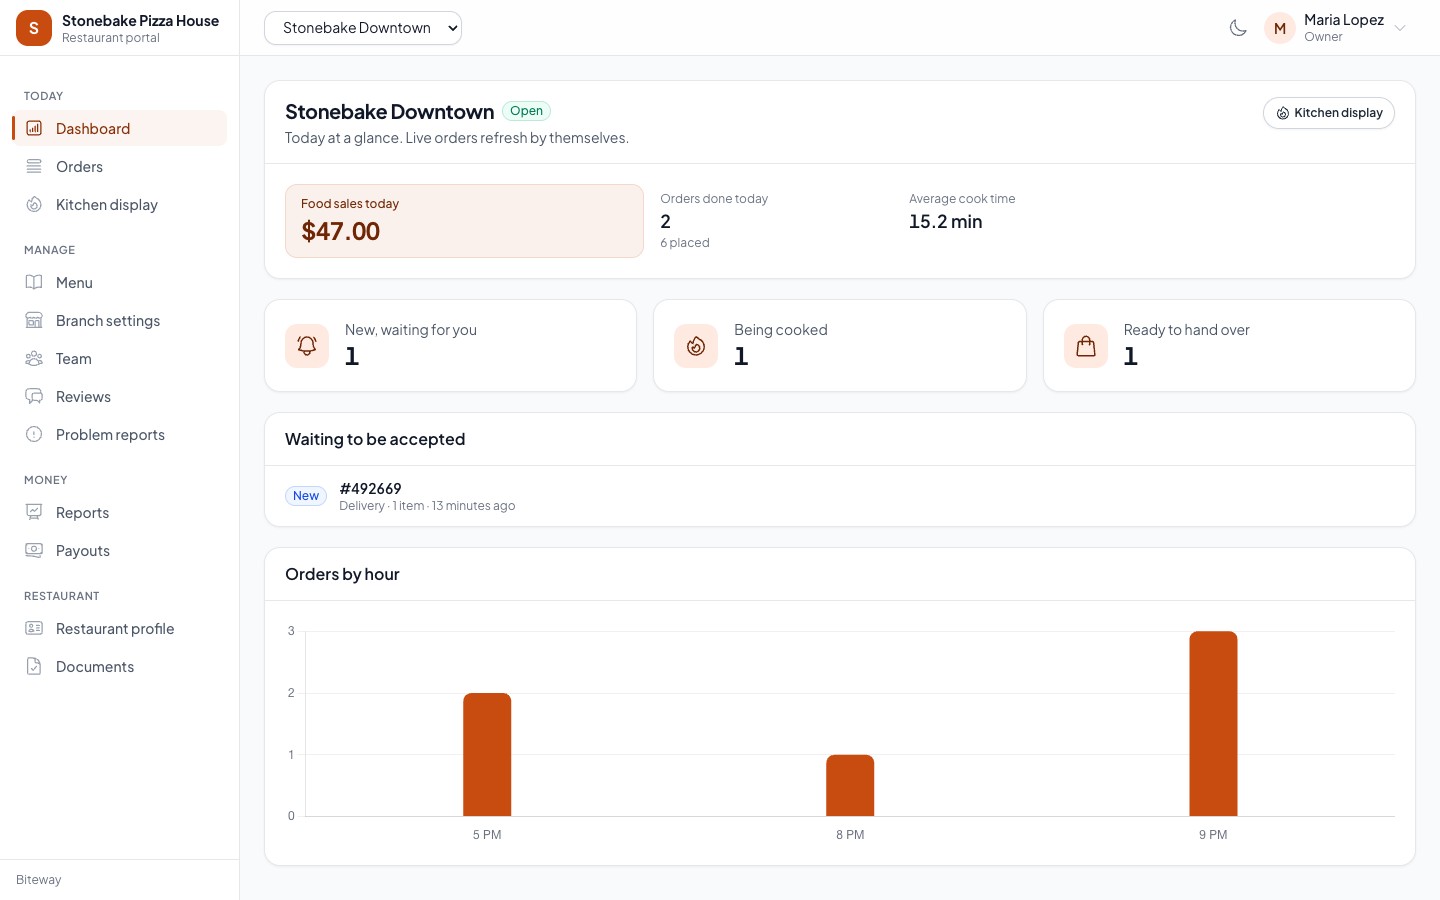 S
Stonebake Pizza House
Restaurant portal
Stonebake Downtown
M
Maria Lopez
Owner
TODAY
Dashboard
Orders
Kitchen display
MANAGE
Menu
Branch settings
Team
Reviews
Problem reports
MONEY
Reports
Payouts
RESTAURANT
Restaurant profile
Documents
Biteway
Stonebake Downtown Open
Today at a glance. Live orders refresh by themselves.
Kitchen display
Food sales today
$47.00
Orders done today
2
6 placed
Average cook time
15.2 min
New, waiting for you
1
Being cooked
1
Ready to hand over
1
Waiting to be accepted
New
#492669
Delivery · 1 item · 13 minutes ago
Orders by hour
3
2
1
0
5 PM
8 PM
9 PM